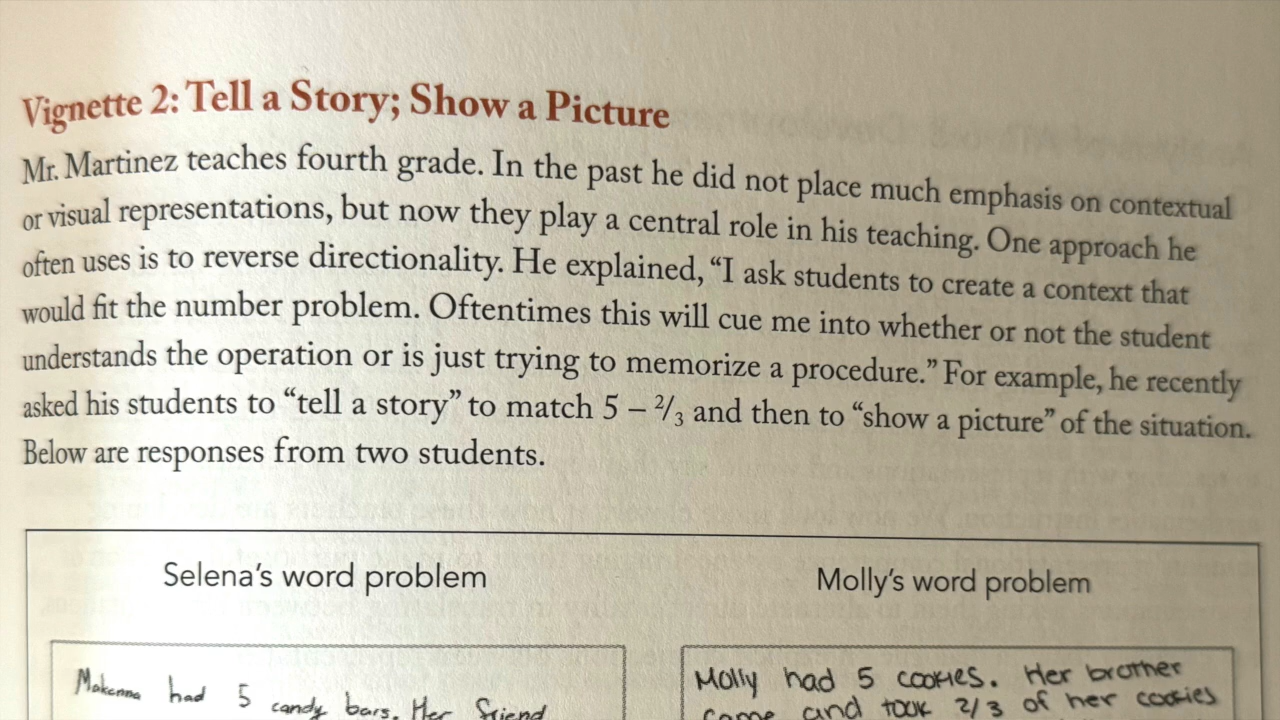 Vignette 2: Tell a Story; Show a Picture
Mr. Martinez teaches fourth grade. In the past he did not place much emphasis on contextual
or visual representations, but now they play a central role in his teaching. One approach he
often uses is to reverse directionality. He explained, “I ask students to create a context that
would fit the number problem. Oftentimes this will cue me into whether or not the student
understands the operation or is just trying to memorize a procedure.” For example, he recently
asked his students to “tell a story” to match 5 – 2/3 and then to “show a picture” of the situation.
Below are responses from two students.
Selena’s word problem
Molly’s word problem
Makenna had 5 candy bars. Her friend
Molly had 5 cookies. Her brother
came and took 2/3 of her cookies